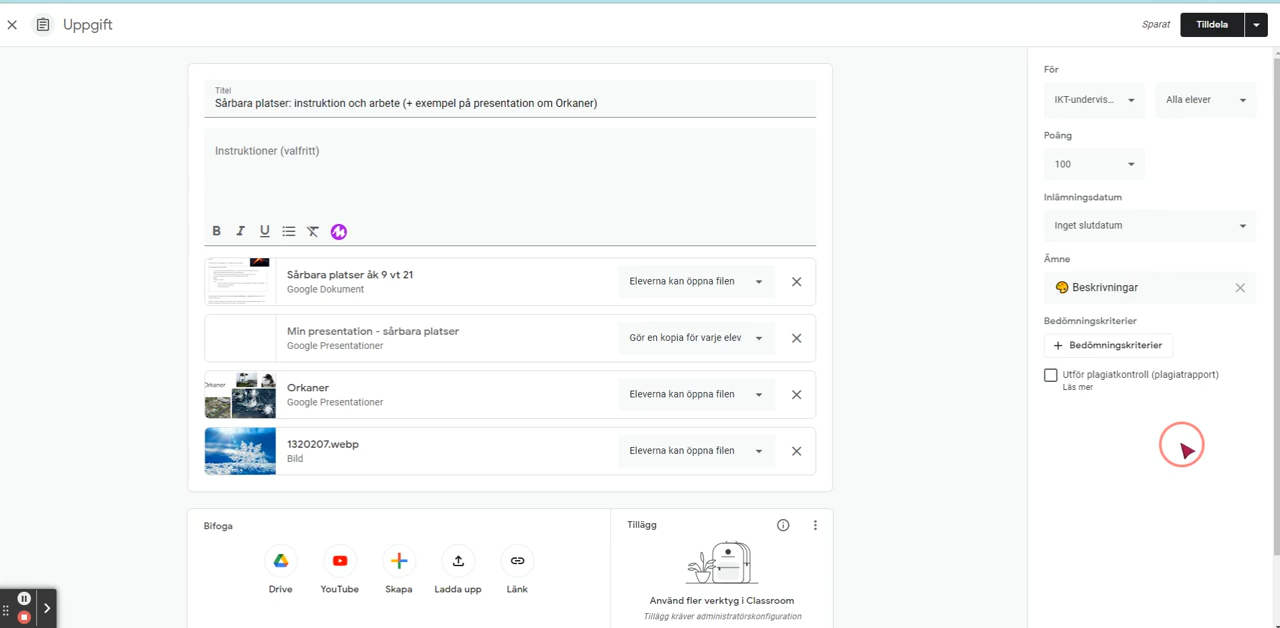 Uppgift
Sparat
Tilldela
Titel
Sårbara platser: instruktion och arbete (+ exempel på presentation om Orkaner)
Instruktioner (valfritt)
B I U
Sårbara platser åk 9 vt 21
Google Dokument
Eleverna kan öppna filen
Min presentation - sårbara platser
Google Presentationer
Gör en kopia för varje elev
Orkaner
Orkaner
Google Presentationer
Eleverna kan öppna filen
1320207.webp
Bild
Eleverna kan öppna filen
Bifoga
Drive
YouTube
Skapa
Ladda upp
Länk
Tillägg
Använd fler verktyg i Classroom
Tillägg kräver administratörskonfiguration
För
IKT-undervis...
Alla elever
Poäng
100
Inlämningsdatum
Inget slutdatum
Ämne
Beskrivningar
Bedömningskriterier
+ Bedömningskriterier
Utför plagiatkontroll (plagiatrapport)
Läs mer